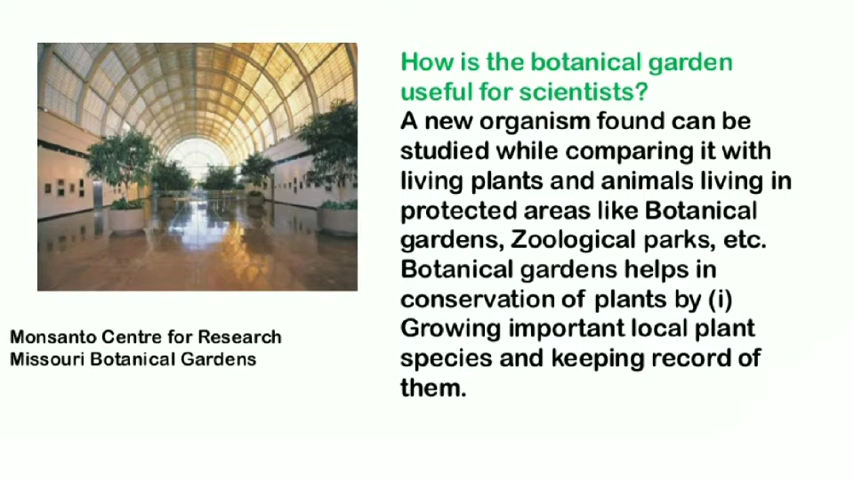 How is the botanical garden
useful for scientists?
A new organism found can be
studied while comparing it with
living plants and animals living in
protected areas like Botanical
gardens, Zoological parks, etc.
Botanical gardens helps in
conservation of plants by (i)
Growing important local plant
species and keeping record of
them.
Monsanto Centre for Research
Missouri Botanical Gardens